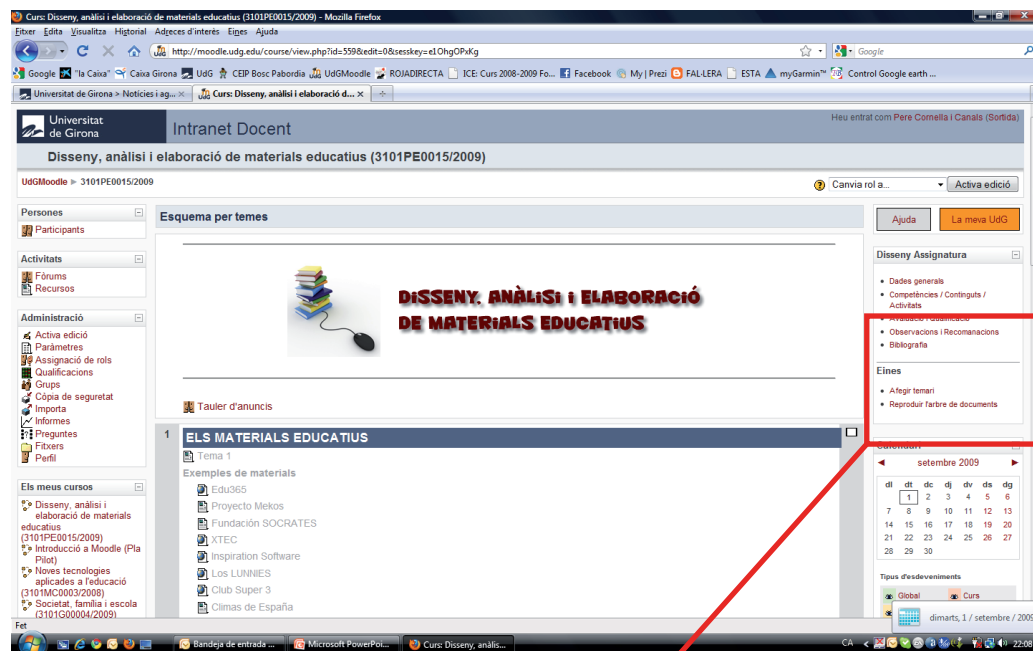 Curs: Disseny, anàlisi i elaboració de materials educatius (3101PE0015/2009) - Mozilla Firefox
Fitxer Edita Visualitza Historial Adreces d'interès Eines Ajuda
http://moodle.udg.edu/course/view.php?id=559&edit=0&sesskey=e1OhgOPxKg
Google
Google "la Caixa" Caixa Girona UdG CEIP Bosc Pabordia UdGMoodle ROJADIRECTA ICE: Curs 2008-2009 Fo... Facebook My | Prezi FAL·LERA ESTA myGarmin™ Control Google earth ...
Universitat de Girona > Notícies i ag... Curs: Disseny, anàlisi i elaboració d...
Universitat
de Girona
Intranet Docent
Heu entrat com Pere Cornellà i Canals (Sortida)
Disseny, anàlisi i elaboració de materials educatius (3101PE0015/2009)
UdGMoodle ► 3101PE0015/2009
Canvia rol a...
Activa edició
Persones
Participants
Activitats
Fòrums
Recursos
Administració
Activa edició
Paràmetres
Assignació de rols
Qualificacions
Grups
Còpia de seguretat
Importa
Informes
Preguntes
Fitxers
Perfil
Els meus cursos
Disseny, anàlisi i
elaboració de materials
educatius
(3101PE0015/2009)
Introducció a Moodle (Pla
Pilot)
Noves tecnologies
aplicades a l'educació
(3101MC0003/2008)
Societat, família i escola
(3101G00004/2009)
Esquema per temes
DiSSENY, ANÀLiSi i ELABORACió
DE MATERiALS EDUCATiUS
Tauler d'anuncis
1 ELS MATERIALS EDUCATIUS
Tema 1
Exemples de materials
Edu365
Proyecto Mekos
Fundación SOCRATES
XTEC
Inspiration Software
Los LUNNIES
Club Super 3
Climas de España
Ajuda
La meva UdG
Disseny Assignatura
Dades generals
Competències / Continguts /
Activitats
Avaluació i Qualificació
Observacions i Recomanacions
Bibliografia
Eines
Afegir temari
Reproduir l'arbre de documents
Calendari
◄ setembre 2009 ►
dl dt dc dj dv ds dg
1 2 3 4 5 6
7 8 9 10 11 12 13
14 15 16 17 18 19 20
21 22 23 24 25 26 27
28 29 30
Tipus d'esdeveniments
Global Curs
dimarts, 1 / setembre / 2009
Fet
Bandeja de entrada ... Microsoft PowerPoi... Curs: Disseny, anàlis...
CA
22:08